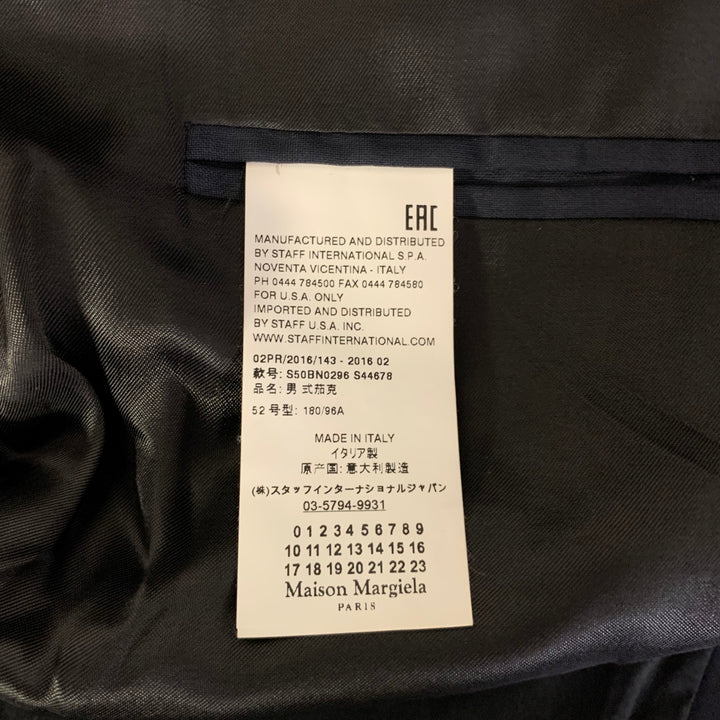 EAC
MANUFACTURED AND DISTRIBUTED
BY STAFF INTERNATIONAL S.P.A.
NOVENTA VICENTINA - ITALY
PH 0444 784500 FAX 0444 784580
FOR U.S.A. ONLY
IMPORTED AND DISTRIBUTED
BY STAFF U.S.A. INC.
WWW.STAFFINTERNATIONAL.COM
02PR/2016/143 - 2016 02
款号: S50BN0296 S44678
品名: 男 式茄克
52 号型: 180/96A
MADE IN ITALY
イタリア製
原产国: 意大利製造
(株)スタッフインターナショナルジャパン
03-5794-9931
0 1 2 3 4 5 6 7 8 9
10 11 12 13 14 15 16
17 18 19 20 21 22 23
Maison Margiela
PARIS